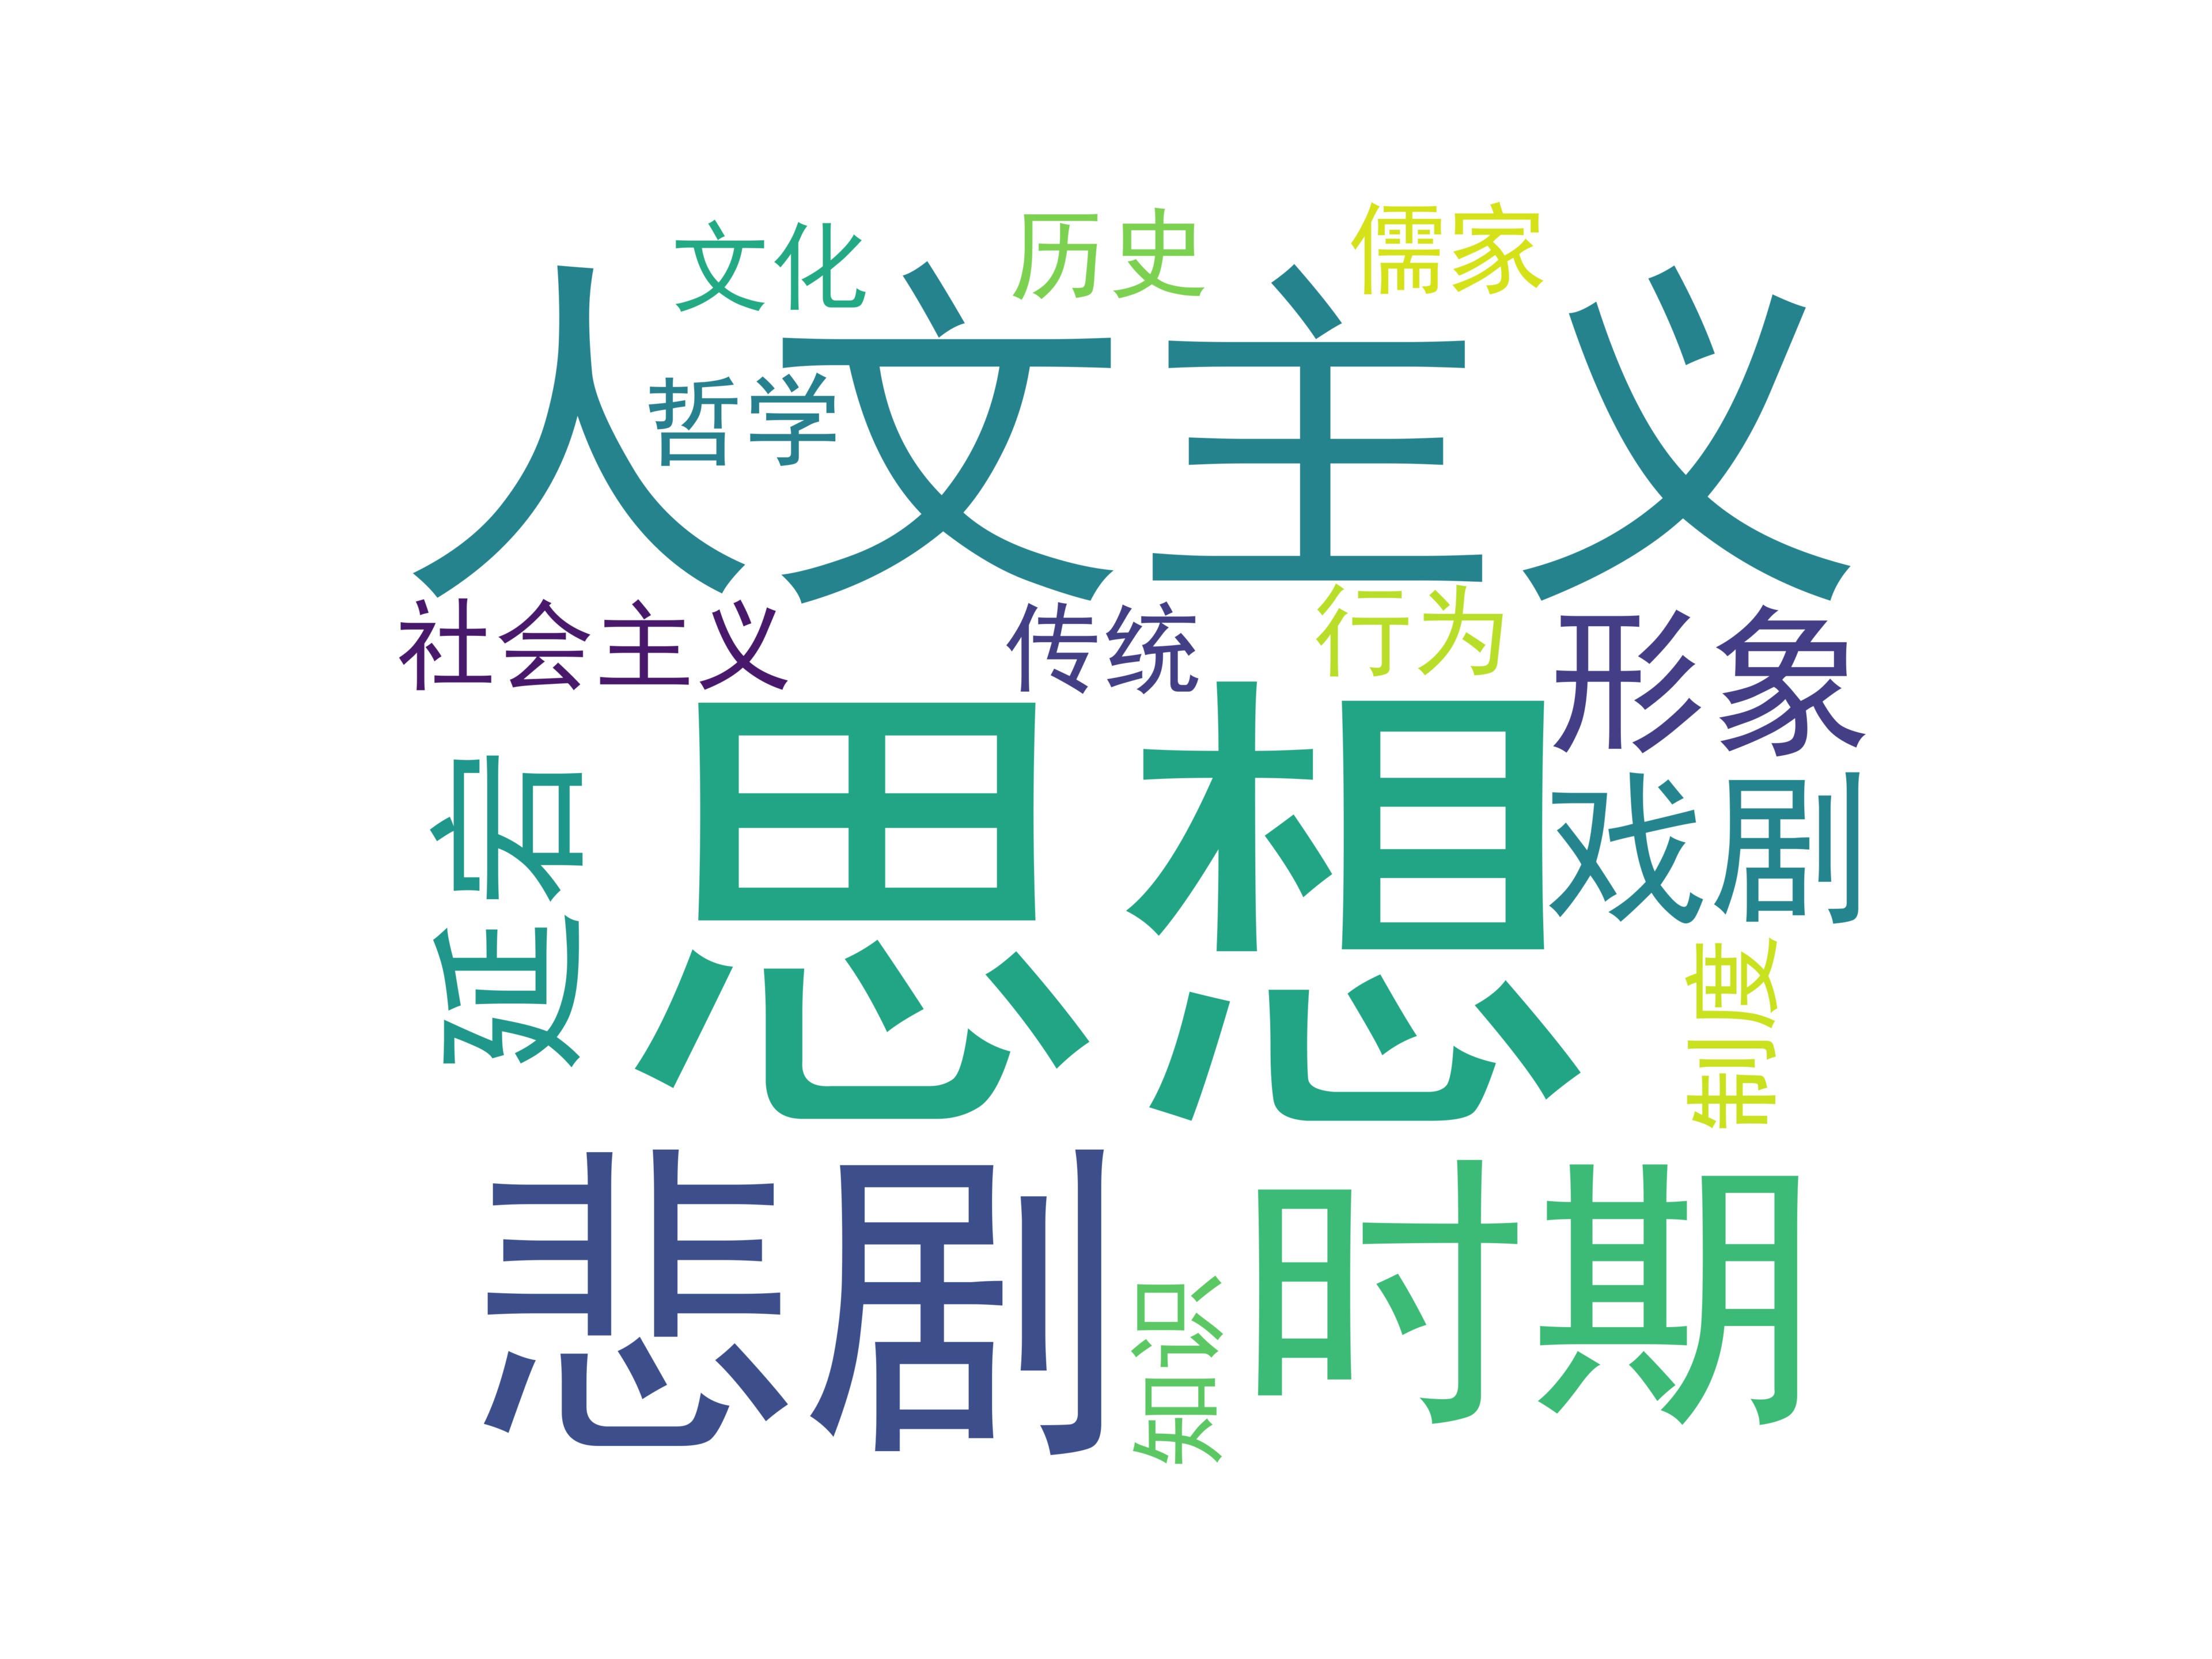 文化
历史
儒家
人文主义
哲学
社会主义
传统
行为
形象
思想
延宕
戏剧
制度
悲剧
知识
时期